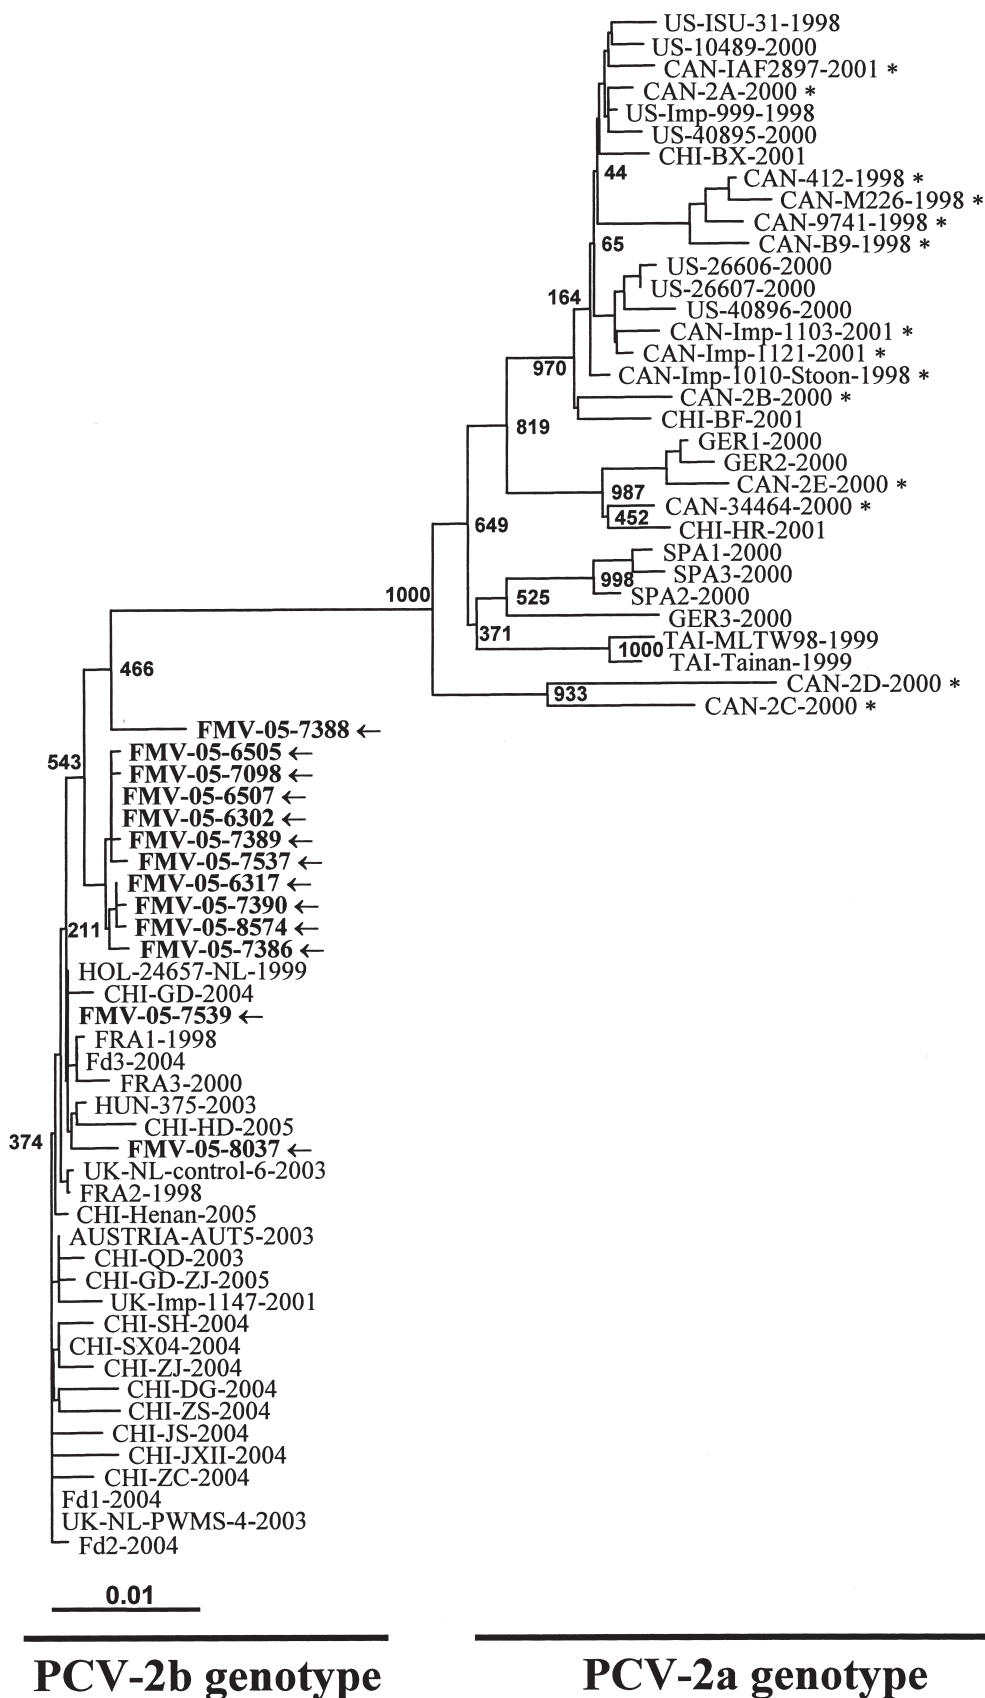 US-ISU-31-1998
US-10489-2000
CAN-IAF2897-2001 *
CAN-2A-2000 *
US-Imp-999-1998
US-40895-2000
CHI-BX-2001
44
CAN-412-1998 *
CAN-M226-1998 *
CAN-9741-1998 *
65
CAN-B9-1998 *
US-26606-2000
US-26607-2000
164
US-40896-2000
CAN-Imp-1103-2001 *
CAN-Imp-1121-2001 *
970
CAN-Imp-1010-Stoon-1998 *
CAN-2B-2000 *
CHI-BF-2001
819
GER1-2000
GER2-2000
CAN-2E-2000 *
987
CAN-34464-2000 *
452
CHI-HR-2001
649
SPA1-2000
998
SPA3-2000
525
SPA2-2000
1000
GER3-2000
371
TAI-MLTW98-1999
1000
TAI-Tainan-1999
466
CAN-2D-2000 *
933
CAN-2C-2000 *
FMV-05-7388 ←
FMV-05-6505 ←
543
FMV-05-7098 ←
FMV-05-6507 ←
FMV-05-6302 ←
FMV-05-7389 ←
FMV-05-7537 ←
FMV-05-6317 ←
FMV-05-7390 ←
211
FMV-05-8574 ←
FMV-05-7386 ←
HOL-24657-NL-1999
CHI-GD-2004
FMV-05-7539 ←
FRA1-1998
Fd3-2004
FRA3-2000
HUN-375-2003
CHI-HD-2005
374
FMV-05-8037 ←
UK-NL-control-6-2003
FRA2-1998
CHI-Henan-2005
AUSTRIA-AUT5-2003
CHI-QD-2003
CHI-GD-ZJ-2005
UK-Imp-1147-2001
CHI-SH-2004
CHI-SX04-2004
CHI-ZJ-2004
CHI-DG-2004
CHI-ZS-2004
CHI-JS-2004
CHI-JXII-2004
CHI-ZC-2004
Fd1-2004
UK-NL-PWMS-4-2003
Fd2-2004
0.01
PCV-2b genotype
PCV-2a genotype